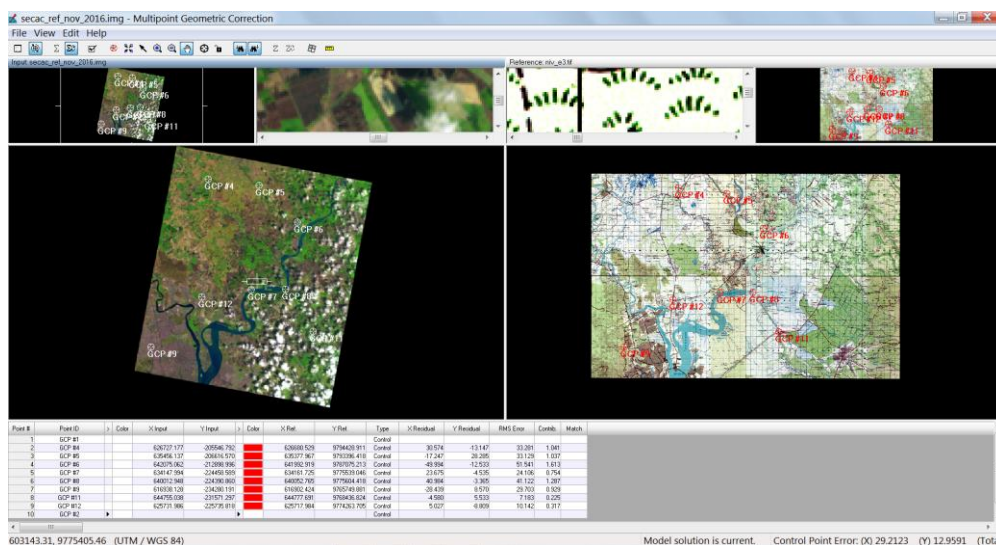 secac_ref_nov_2016.img - Multipoint Geometric Correction
File View Edit Help
Input: secac_ref_nov_2016.img
Reference: niv_e3.tif
GCP #6
GCP #9
GCP #11
GCP #11
GCP #4
GCP #5
GCP #6
GCP #7
GCP #12
GCP #9
GCP #4
GCP #5
GCP #6
GCP #7
GCP #8
GCP #12
GCP #11
Point # Point ID > Color X Input Y Input > Color X Ref. Y Ref. Type X Residual Y Residual RMS Error Contrib. Match
1 GCP #1 Control
2 GCP #4 626727.177 -205546.792 626680.529 9794428.911 Control 30.574 -13.147 33.281 1.041
3 GCP #5 635456.137 -206616.570 635377.967 9793396.418 Control -17.247 28.285 33.129 1.037
4 GCP #6 642075.062 -212898.996 641992.919 9787075.213 Control -49.994 -12.533 51.541 1.613
5 GCP #7 634147.994 -224458.589 634161.725 9775539.046 Control 23.675 -4.535 24.106 0.754
6 GCP #8 640012.948 -224390.860 640052.765 9775604.418 Control 40.984 -3.365 41.122 1.287
7 GCP #9 616938.128 -234280.191 616902.424 9765749.881 Control -28.439 8.570 29.703 0.929
8 GCP #11 644755.038 -231571.297 644777.691 9768436.824 Control -4.580 5.533 7.183 0.225
9 GCP #12 625731.986 -225735.818 625717.984 9774263.705 Control 5.027 -8.809 10.142 0.317
10 GCP #2 Control
603143.31, 9775405.46 (UTM / WGS 84)
Model solution is current. Control Point Error: (X) 29.2123 (Y) 12.9591 (Tota